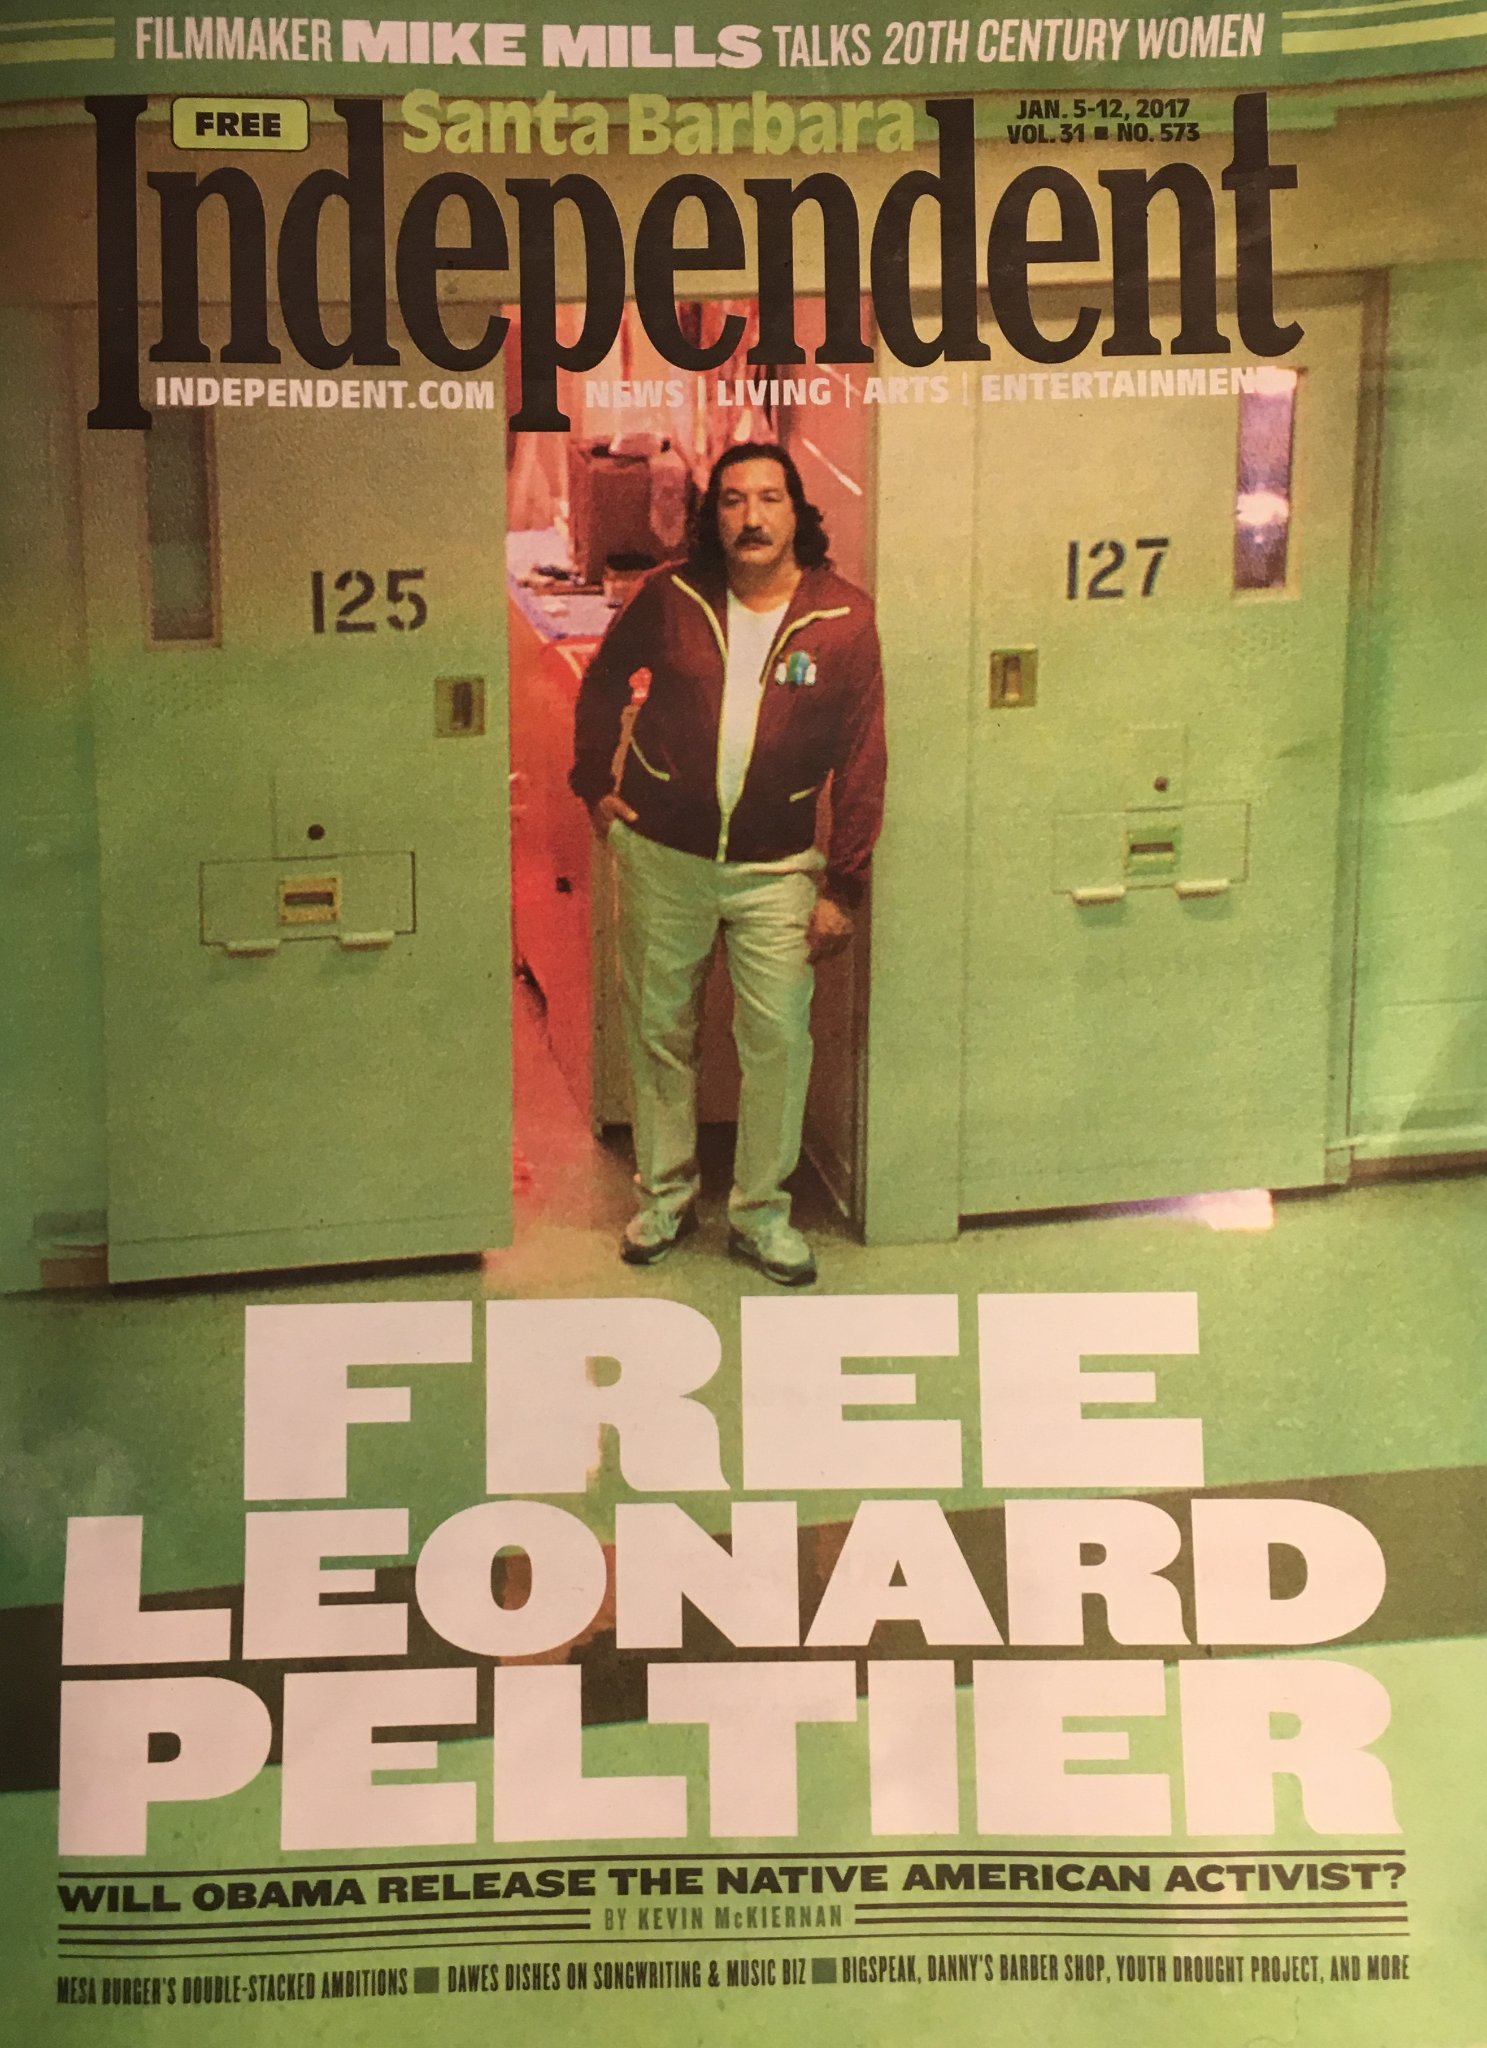 FILMMAKER MIKE MILLS TALKS 20TH CENTURY WOMEN
FREE
Santa Barbara
JAN. 5-12, 2017
VOL. 31 ■ NO. 573
Independent
INDEPENDENT.COM
NEWS | LIVING | ARTS | ENTERTAINMENT
125
127
FREE
LEONARD
PELTIER
WILL OBAMA RELEASE THE NATIVE AMERICAN ACTIVIST?
BY KEVIN McKIERNAN
MESA BURGER'S DOUBLE-STACKED AMBITIONS ■ DAWES DISHES ON SONGWRITING & MUSIC BIZ ■ BIGSPEAK, DANNY'S BARBER SHOP, YOUTH DROUGHT PROJECT, AND MORE